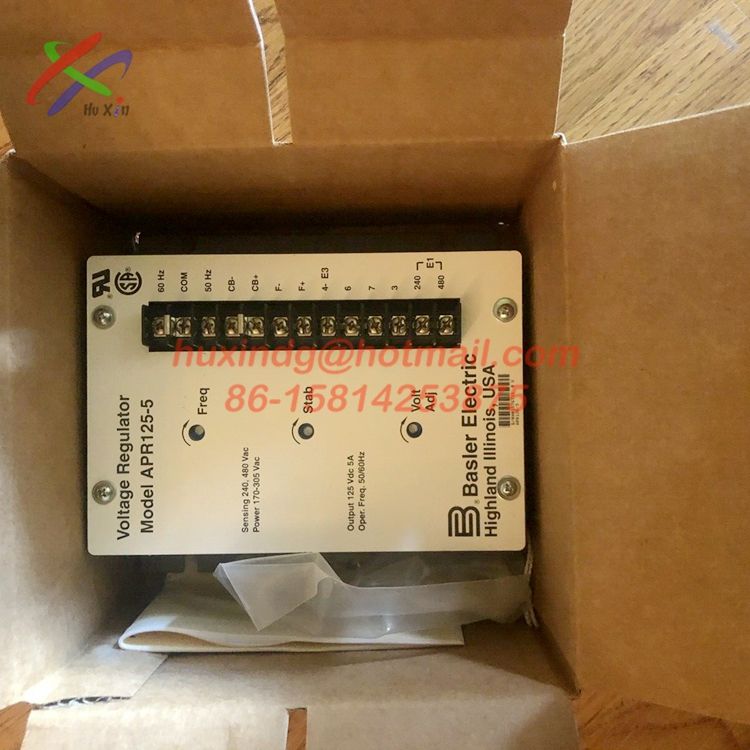 Hu Xin
60 Hz
COM
50 Hz
CB-
CB+
F-
F+
4- E3
6
7
3
240
E1
480
huxindg@hotmail.com
Freq
Stab
Volt
Adj
Voltage Regulator
Model APR125-5
Sensing 240, 480 Vac
Power 170-305 Vac
Output 125 Vdc 5A
Oper. Freq. 50/60Hz
Basler Electric
Highland Illinois, USA